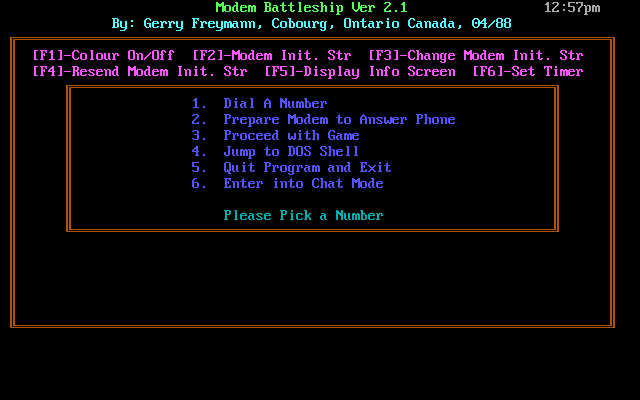 Modem Battleship Ver 2.1 12:57pm
By: Gerry Freymann, Cobourg, Ontario Canada, 04/88
[F1]-Colour On/Off [F2]-Modem Init. Str [F3]-Change Modem Init. Str
[F4]-Resend Modem Init. Str [F5]-Display Info Screen [F6]-Set Timer
1. Dial A Number
2. Prepare Modem to Answer Phone
3. Proceed with Game
4. Jump to DOS Shell
5. Quit Program and Exit
6. Enter into Chat Mode
Please Pick a Number